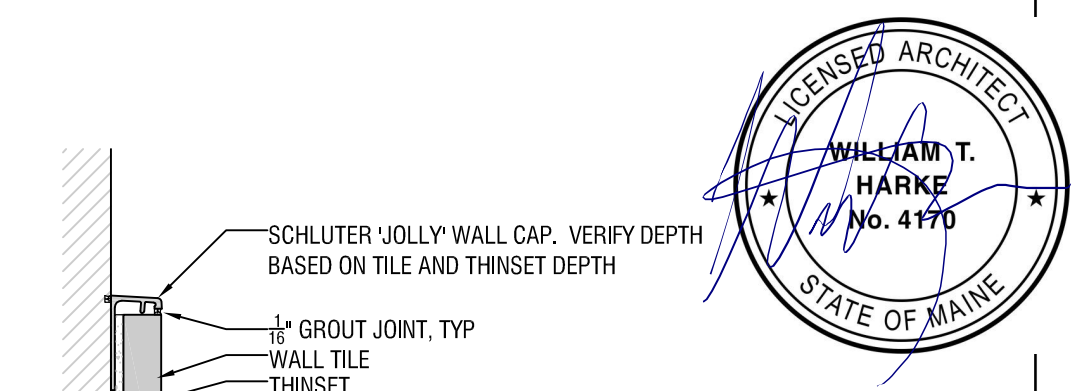 LICENSED ARCHITECT
WILLIAM T.
HARKE
No. 4170
STATE OF MAINE
SCHLUTER 'JOLLY' WALL CAP. VERIFY DEPTH
BASED ON TILE AND THINSET DEPTH
1/16" GROUT JOINT, TYP
WALL TILE
THINSET